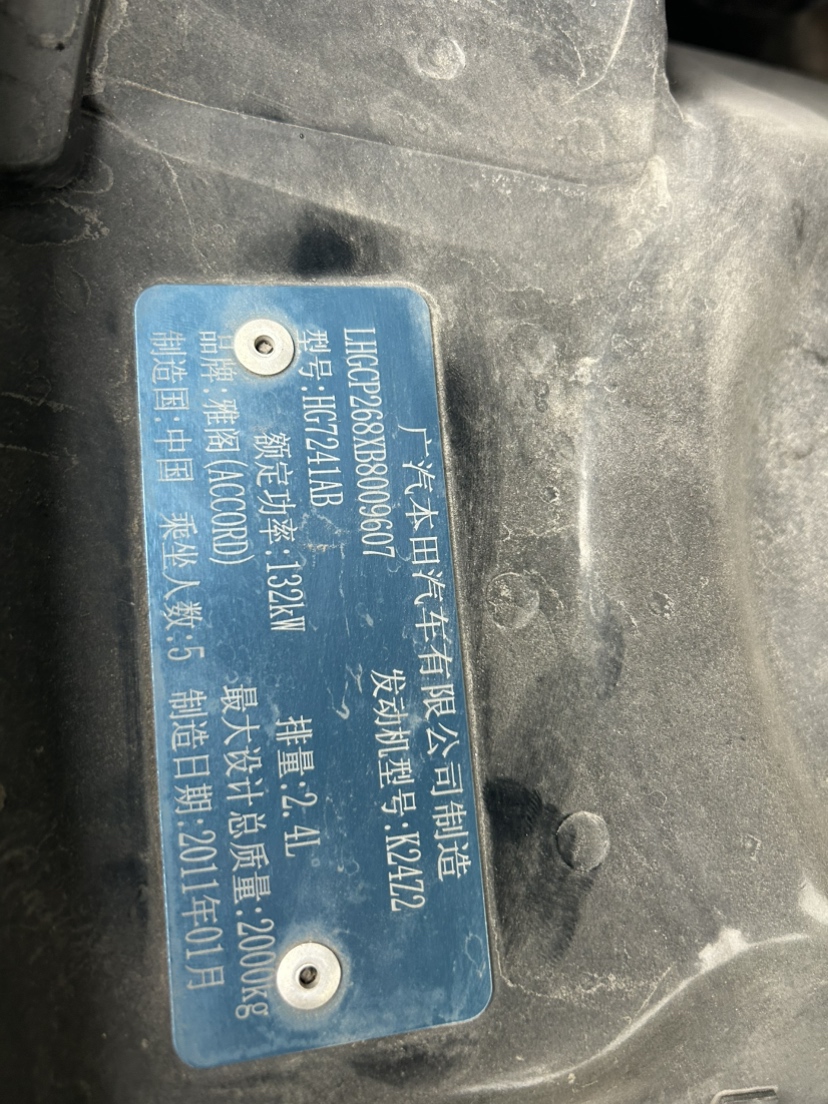 广汽本田汽车有限公司制造
LHGCP268XB8009607 发动机型号:K24Z2
型号:HG7241AB
额定功率:132kW 排量:2.4L
品牌:雅阁(ACCORD) 最大设计总质量:2000kg
制造国:中国 乘坐人数:5 制造日期:2011年01月